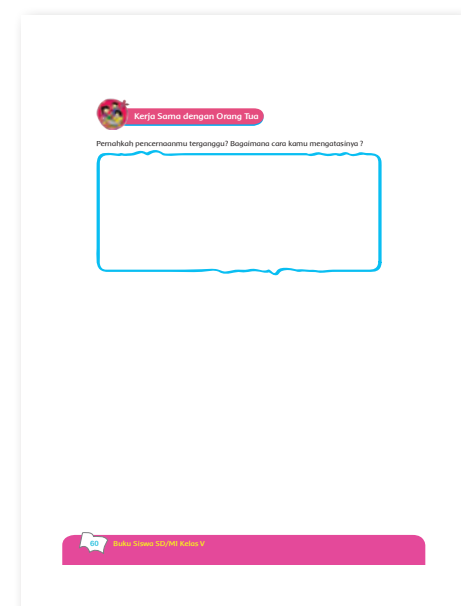 Kerja Sama dengan Orang Tua
Pernahkah pencernaanmu terganggu? Bagaimana cara kamu mengatasinya ?
60
Buku Siswa SD/MI Kelas V